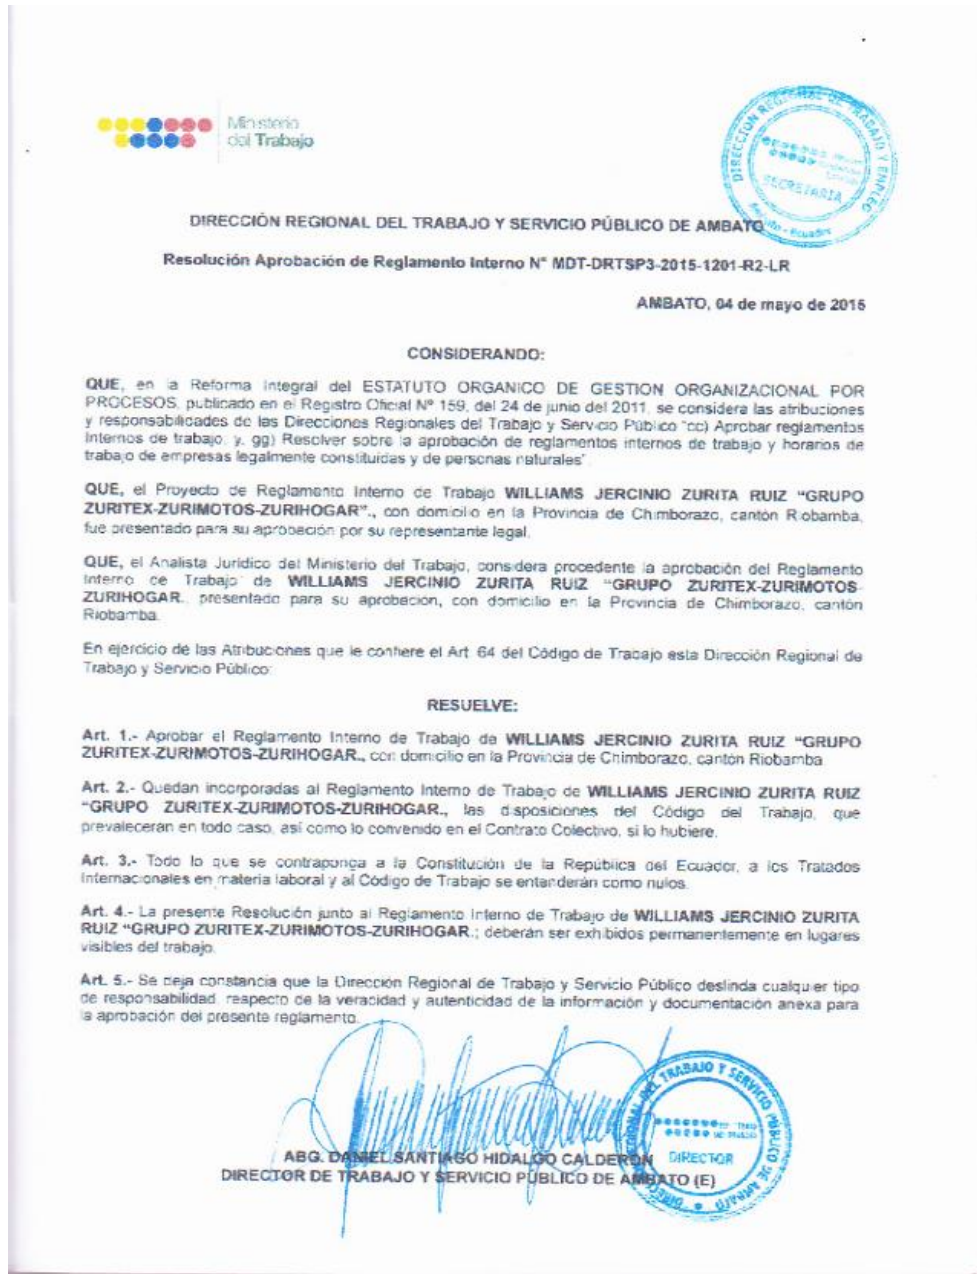 Ministerio
del Trabajo
DIRECCIÓN REGIONAL DE TRABAJO Y EMPLEO
SECRETARIA
Ambato - Ecuador
DIRECCIÓN REGIONAL DEL TRABAJO Y SERVICIO PÚBLICO DE AMBATO
Resolución Aprobación de Reglamento Interno N° MDT-DRTSP3-2015-1201-R2-LR
AMBATO, 04 de mayo de 2015
CONSIDERANDO:
QUE, en la Reforma Integral del ESTATUTO ORGANICO DE GESTION ORGANIZACIONAL POR
PROCESOS, publicado en el Registro Oficial Nº 159, del 24 de junio del 2011, se considera las atribuciones
y responsabilidades de las Direcciones Regionales del Trabajo y Servicio Público "cc) Aprobar reglamentos
Internos de trabajo, y, gg) Resolver sobre la aprobación de reglamentos internos de trabajo y horarios de
trabajo de empresas legalmente constituidas y de personas naturales"
QUE, el Proyecto de Reglamento Interno de Trabajo WILLIAMS JERCINIO ZURITA RUIZ "GRUPO
ZURITEX-ZURIMOTOS-ZURIHOGAR"., con domicilio en la Provincia de Chimborazo, cantón Riobamba,
fue presentado para su aprobación por su representante legal.
QUE, el Analista Jurídico del Ministerio del Trabajo, considera procedente la aprobación del Reglamento
Interno de Trabajo de WILLIAMS JERCINIO ZURITA RUIZ "GRUPO ZURITEX-ZURIMOTOS-
ZURIHOGAR., presentado para su aprobación, con domicilio en la Provincia de Chimborazo, cantón
Riobamba.
En ejercicio de las Atribuciones que le confiere el Art. 64 del Código de Trabajo esta Dirección Regional de
Trabajo y Servicio Público:
RESUELVE:
Art. 1.- Aprobar el Reglamento Interno de Trabajo de WILLIAMS JERCINIO ZURITA RUIZ "GRUPO
ZURITEX-ZURIMOTOS-ZURIHOGAR., con domicilio en la Provincia de Chimborazo, cantón Riobamba
Art. 2.- Quedan incorporadas al Reglamento Interno de Trabajo de WILLIAMS JERCINIO ZURITA RUIZ
"GRUPO ZURITEX-ZURIMOTOS-ZURIHOGAR., las disposiciones del Código del Trabajo, que
prevaleceran en todo caso, así como lo convenido en el Contrato Colectivo, si lo hubiere.
Art. 3.- Todo lo que se contraponga a la Constitución de la República del Ecuador, a los Tratados
Internacionales en materia laboral y al Código de Trabajo se entenderán como nulos.
Art. 4.- La presente Resolución junto al Reglamento Interno de Trabajo de WILLIAMS JERCINIO ZURITA
RUIZ "GRUPO ZURITEX-ZURIMOTOS-ZURIHOGAR.; deberán ser exhibidos permanentemente en lugares
visibles del trabajo.
Art. 5.- Se deja constancia que la Dirección Regional de Trabajo y Servicio Público deslinda cualquier tipo
de responsabilidad, respecto de la veracidad y autenticidad de la información y documentación anexa para
la aprobación del presente reglamento.
ABG. DANIEL SANTIAGO HIDALGO CALDERÓN
DIRECTOR DE TRABAJO Y SERVICIO PÚBLICO DE AMBATO (E)
REGIONAL DEL TRABAJO Y SERVICIO PÚBLICO DE AMBATO
DIRECTOR